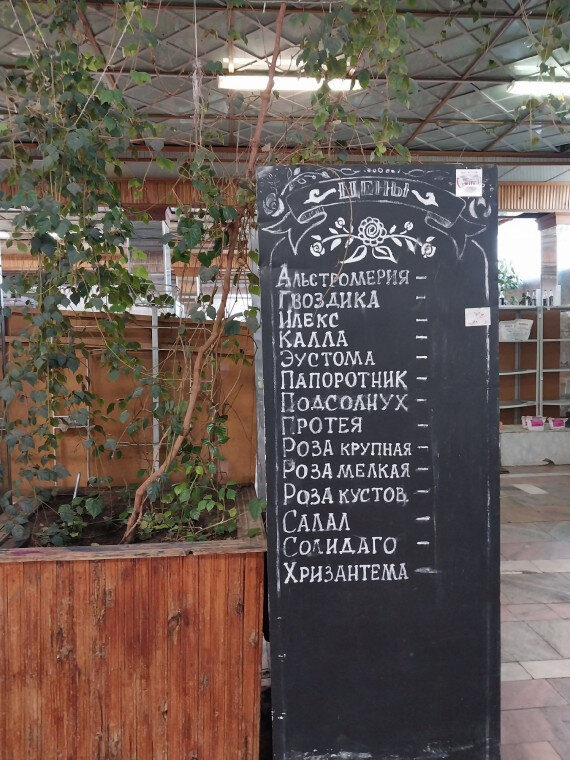 ЦЕНЫ
АЛЬСТРОМЕРИЯ –
ГВОЗДИКА –
ИЛЕКС –
КАЛЛА –
ЭУСТОМА –
ПАПОРОТНИК –
ПОДСОЛНУХ –
ПРОТЕЯ –
РОЗА КРУПНАЯ –
РОЗА МЕЛКАЯ –
РОЗА КУСТОВ –
САЛАЛ –
СОЛИДАГО –
ХРИЗАНТЕМА –